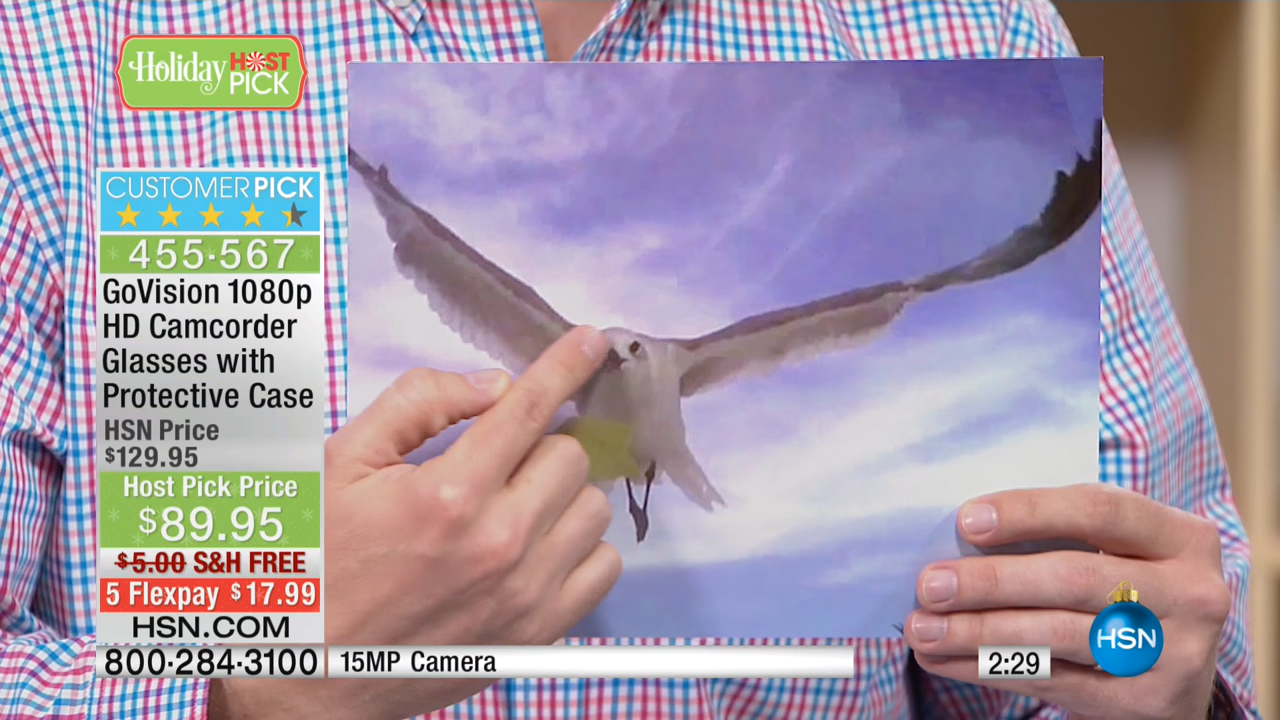 Holiday HOST
PICK
CUSTOMER PICK
455-567
GoVision 1080p
HD Camcorder
Glasses with
Protective Case
HSN Price
$129.95
Host Pick Price
$89.95
$5.00 S&H FREE
5 Flexpay $17.99
HSN.COM
800-284-3100
15MP Camera
2:29
HSN